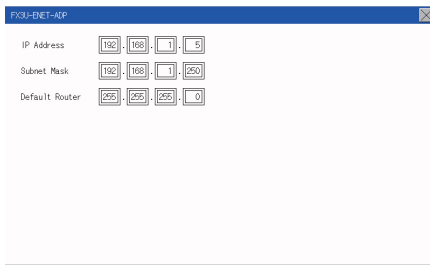 FX3U-ENET-ADP
IP Address 192.168.1.5
Subnet Mask 192.168.1.250
Default Router 255.255.255.0